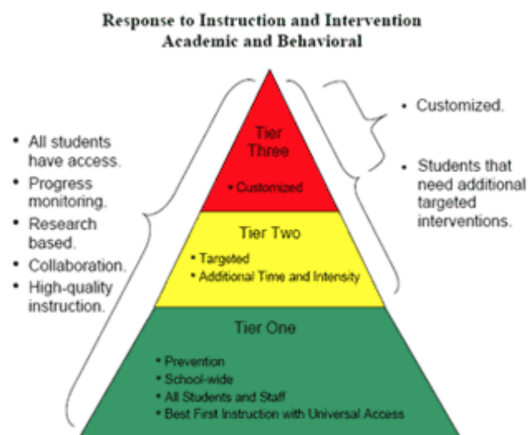 Response to Instruction and Intervention
Academic and Behavioral
• All students
have access.
• Progress
monitoring.
• Research
based.
• Collaboration.
• High-quality
instruction.
Tier
Three
• Customized
Tier Two
• Targeted
• Additional Time and Intensity
Tier One
• Prevention
• School-wide
• All Students and Staff
• Best First Instruction with Universal Access
• Customized.
• Students that
need additional
targeted
interventions.